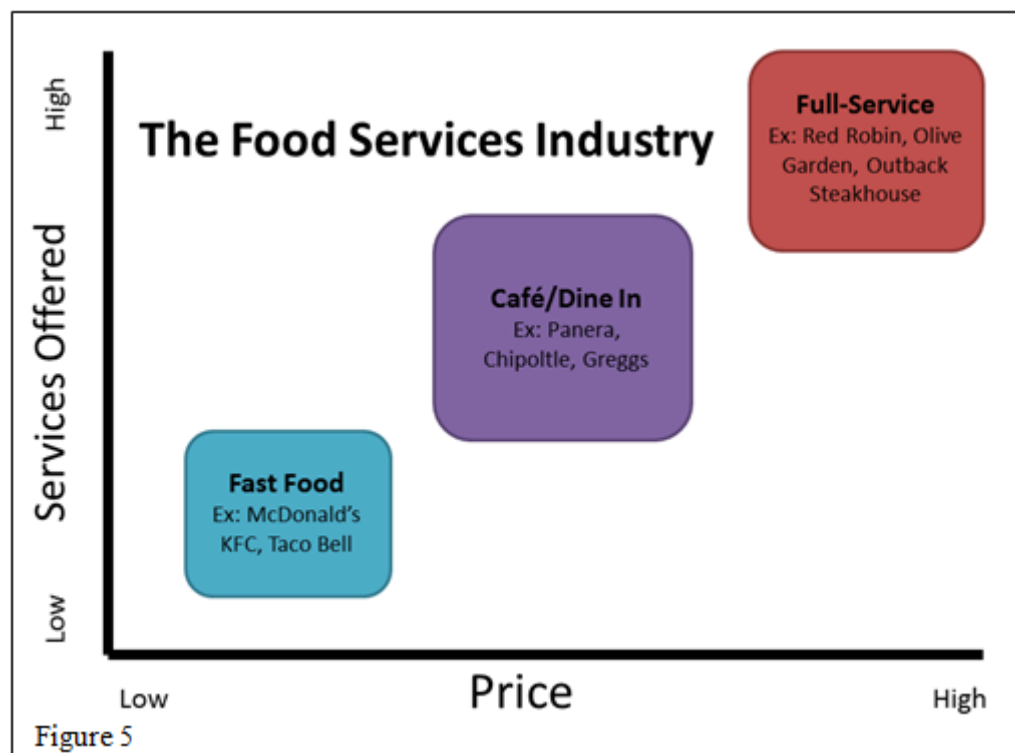 High
The Food Services Industry
Full-Service
Ex: Red Robin, Olive
Garden, Outback
Steakhouse
Services Offered
Café/Dine In
Ex: Panera,
Chipoltle, Greggs
Fast Food
Ex: McDonald’s
KFC, Taco Bell
Low
Low
Price
High
Figure 5